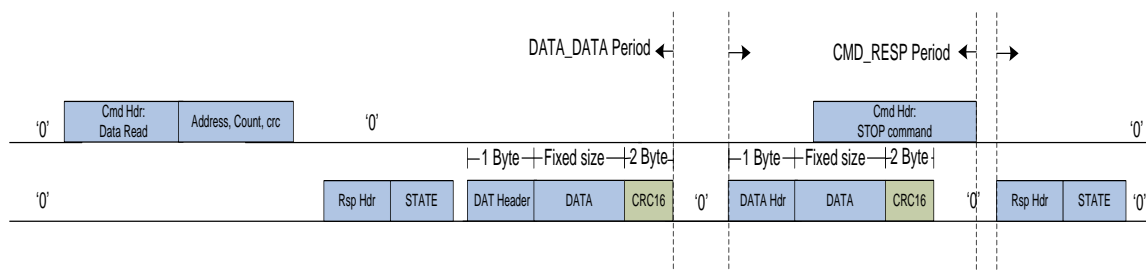 DATA_DATA Period
CMD_RESP Period
Cmd Hdr:
Data Read
Address, Count, crc
Cmd Hdr:
STOP command
'0'
'0'
'0'
1 Byte
Fixed size
2 Byte
1 Byte
Fixed size
2 Byte
'0'
Rsp Hdr
STATE
DAT Header
DATA
CRC16
'0'
DATA Hdr
DATA
CRC16
'0'
Rsp Hdr
STATE
'0'